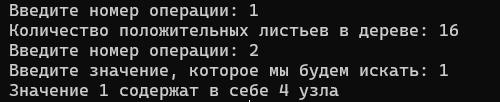 Введите номер операции: 1
Количество положительных листьев в дереве: 16
Введите номер операции: 2
Введите значение, которое мы будем искать: 1
Значение 1 содержат в себе 4 узла